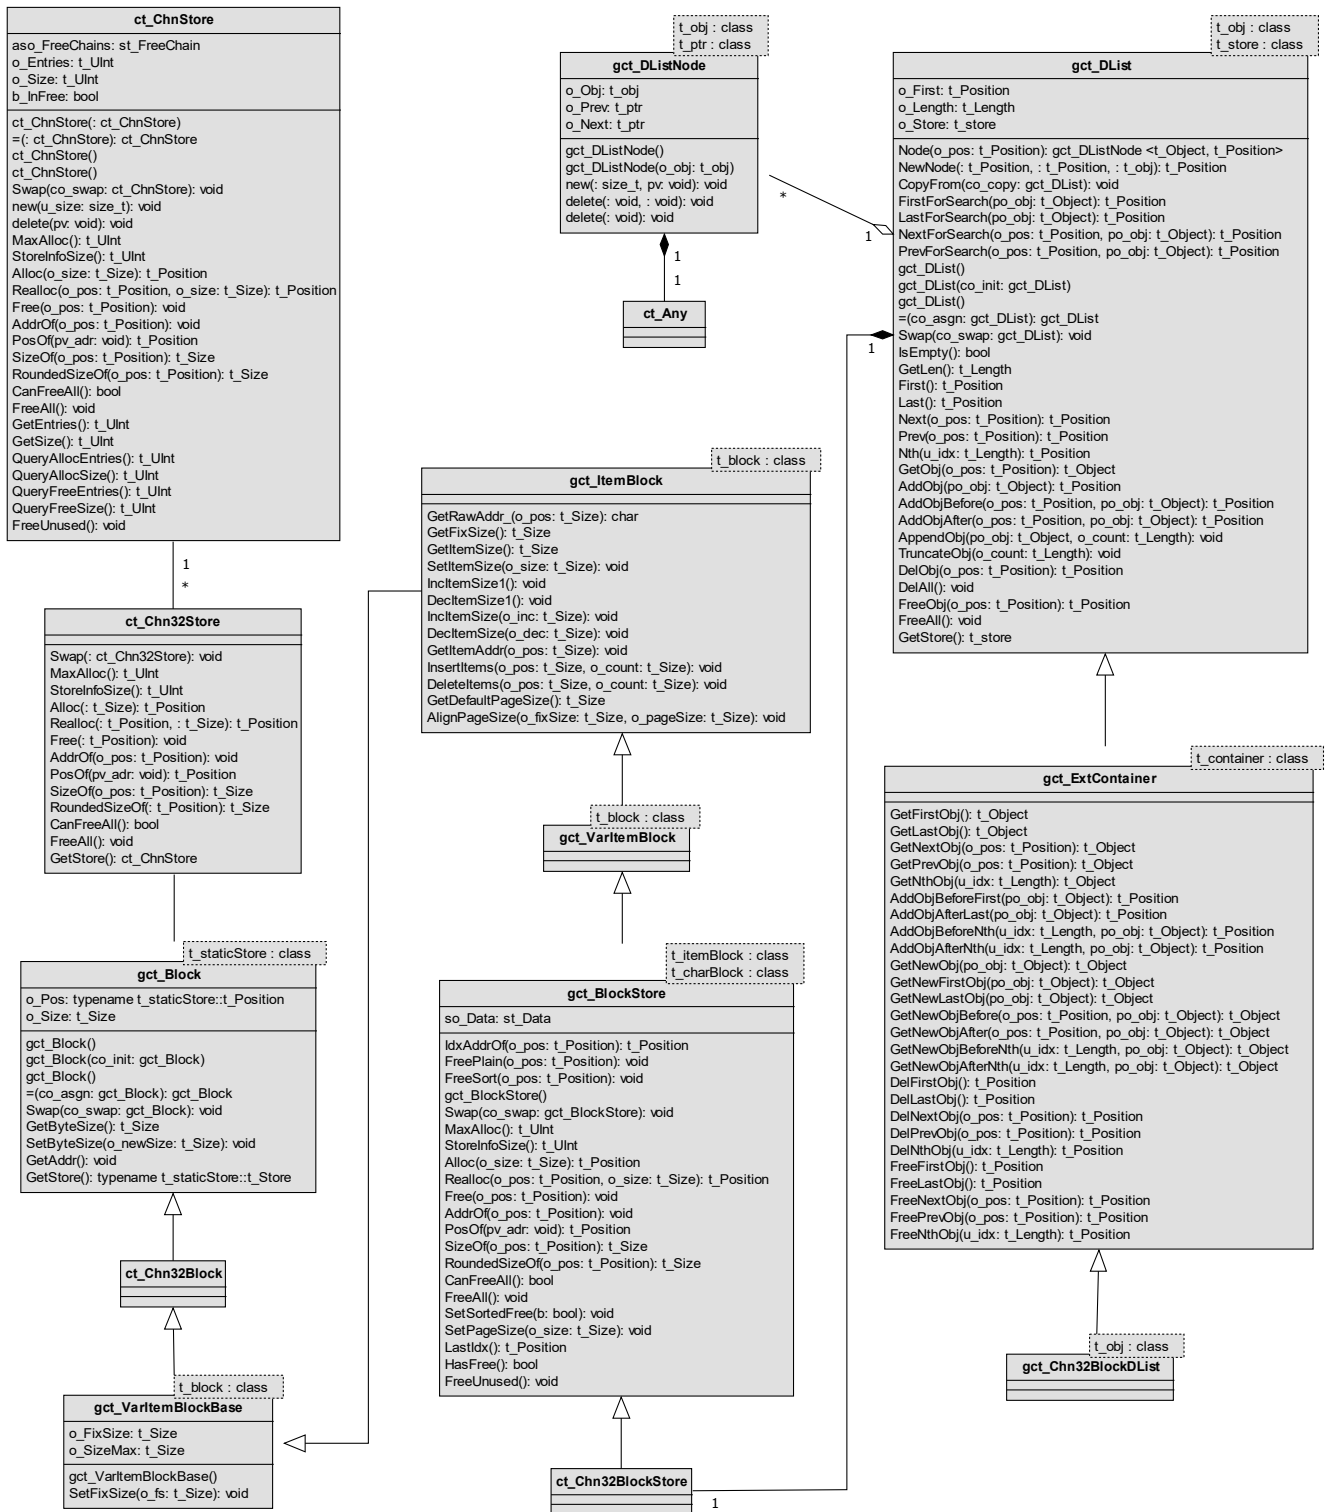 ct_ChnStore
aso_FreeChains: st_FreeChain
o_Entries: t_UInt
o_Size: t_UInt
b_InFree: bool
ct_ChnStore(: ct_ChnStore)
=(: ct_ChnStore): ct_ChnStore
ct_ChnStore()
ct_ChnStore()
Swap(co_swap: ct_ChnStore): void
new(u_size: size_t): void
delete(pv: void): void
MaxAlloc(): t_UInt
StoreInfoSize(): t_UInt
Alloc(o_size: t_Size): t_Position
Realloc(o_pos: t_Position, o_size: t_Size): t_Position
Free(o_pos: t_Position): void
AddrOf(o_pos: t_Position): void
PosOf(pv_adr: void): t_Position
SizeOf(o_pos: t_Position): t_Size
RoundedSizeOf(o_pos: t_Position): t_Size
CanFreeAll(): bool
FreeAll(): void
GetEntries(): t_UInt
GetSize(): t_UInt
QueryAllocEntries(): t_UInt
QueryAllocSize(): t_UInt
QueryFreeEntries(): t_UInt
QueryFreeSize(): t_UInt
FreeUnused(): void
1
*
ct_Chn32Store
Swap(: ct_Chn32Store): void
MaxAlloc(): t_UInt
StoreInfoSize(): t_UInt
Alloc(: t_Size): t_Position
Realloc(: t_Position, : t_Size): t_Position
Free(: t_Position): void
AddrOf(o_pos: t_Position): void
PosOf(pv_adr: void): t_Position
SizeOf(o_pos: t_Position): t_Size
RoundedSizeOf(: t_Position): t_Size
CanFreeAll(): bool
FreeAll(): void
GetStore(): ct_ChnStore
t_staticStore : class
gct_Block
o_Pos: typename t_staticStore::t_Position
o_Size: t_Size
gct_Block()
gct_Block(co_init: gct_Block)
gct_Block()
=(co_asgn: gct_Block): gct_Block
Swap(co_swap: gct_Block): void
GetByteSize(): t_Size
SetByteSize(o_newSize: t_Size): void
GetAddr(): void
GetStore(): typename t_staticStore::t_Store
ct_Chn32Block
t_block : class
gct_VarItemBlockBase
o_FixSize: t_Size
o_SizeMax: t_Size
gct_VarItemBlockBase()
SetFixSize(o_fs: t_Size): void
t_obj : class
t_ptr : class
gct_DListNode
o_Obj: t_obj
o_Prev: t_ptr
o_Next: t_ptr
gct_DListNode()
gct_DListNode(o_obj: t_obj)
new(: size_t, pv: void): void
delete(: void, : void): void
delete(: void): void
1
1
ct_Any
*
1
1
t_block : class
gct_ItemBlock
GetRawAddr_(o_pos: t_Size): char
GetFixSize(): t_Size
GetItemSize(): t_Size
SetItemSize(o_size: t_Size): void
IncItemSize1(): void
DecItemSize1(): void
IncItemSize(o_inc: t_Size): void
DecItemSize(o_dec: t_Size): void
GetItemAddr(o_pos: t_Size): void
InsertItems(o_pos: t_Size, o_count: t_Size): void
DeleteItems(o_pos: t_Size, o_count: t_Size): void
GetDefaultPageSize(): t_Size
AlignPageSize(o_fixSize: t_Size, o_pageSize: t_Size): void
t_block : class
gct_VarItemBlock
t_itemBlock : class
t_charBlock : class
gct_BlockStore
so_Data: st_Data
IdxAddrOf(o_pos: t_Position): t_Position
FreePlain(o_pos: t_Position): void
FreeSort(o_pos: t_Position): void
gct_BlockStore()
Swap(co_swap: gct_BlockStore): void
MaxAlloc(): t_UInt
StoreInfoSize(): t_UInt
Alloc(o_size: t_Size): t_Position
Realloc(o_pos: t_Position, o_size: t_Size): t_Position
Free(o_pos: t_Position): void
AddrOf(o_pos: t_Position): void
PosOf(pv_adr: void): t_Position
SizeOf(o_pos: t_Position): t_Size
RoundedSizeOf(o_pos: t_Position): t_Size
CanFreeAll(): bool
FreeAll(): void
SetSortedFree(b: bool): void
SetPageSize(o_size: t_Size): void
LastIdx(): t_Position
HasFree(): bool
FreeUnused(): void
ct_Chn32BlockStore
1
t_obj : class
t_store : class
gct_DList
o_First: t_Position
o_Length: t_Length
o_Store: t_store
Node(o_pos: t_Position): gct_DListNode <t_Object, t_Position>
NewNode(: t_Position, : t_Position, : t_obj): t_Position
CopyFrom(co_copy: gct_DList): void
FirstForSearch(po_obj: t_Object): t_Position
LastForSearch(po_obj: t_Object): t_Position
NextForSearch(o_pos: t_Position, po_obj: t_Object): t_Position
PrevForSearch(o_pos: t_Position, po_obj: t_Object): t_Position
gct_DList()
gct_DList(co_init: gct_DList)
gct_DList()
=(co_asgn: gct_DList): gct_DList
Swap(co_swap: gct_DList): void
IsEmpty(): bool
GetLen(): t_Length
First(): t_Position
Last(): t_Position
Next(o_pos: t_Position): t_Position
Prev(o_pos: t_Position): t_Position
Nth(u_idx: t_Length): t_Position
GetObj(o_pos: t_Position): t_Object
AddObj(po_obj: t_Object): t_Position
AddObjBefore(o_pos: t_Position, po_obj: t_Object): t_Position
AddObjAfter(o_pos: t_Position, po_obj: t_Object): t_Position
AppendObj(po_obj: t_Object, o_count: t_Length): void
TruncateObj(o_count: t_Length): void
DelObj(o_pos: t_Position): t_Position
DelAll(): void
FreeObj(o_pos: t_Position): t_Position
FreeAll(): void
GetStore(): t_store
t_container : class
gct_ExtContainer
GetFirstObj(): t_Object
GetLastObj(): t_Object
GetNextObj(o_pos: t_Position): t_Object
GetPrevObj(o_pos: t_Position): t_Object
GetNthObj(u_idx: t_Length): t_Object
AddObjBeforeFirst(po_obj: t_Object): t_Position
AddObjAfterLast(po_obj: t_Object): t_Position
AddObjBeforeNth(u_idx: t_Length, po_obj: t_Object): t_Position
AddObjAfterNth(u_idx: t_Length, po_obj: t_Object): t_Position
GetNewObj(po_obj: t_Object): t_Object
GetNewFirstObj(po_obj: t_Object): t_Object
GetNewLastObj(po_obj: t_Object): t_Object
GetNewObjBefore(o_pos: t_Position, po_obj: t_Object): t_Object
GetNewObjAfter(o_pos: t_Position, po_obj: t_Object): t_Object
GetNewObjBeforeNth(u_idx: t_Length, po_obj: t_Object): t_Object
GetNewObjAfterNth(u_idx: t_Length, po_obj: t_Object): t_Object
DelFirstObj(): t_Position
DelLastObj(): t_Position
DelNextObj(o_pos: t_Position): t_Position
DelPrevObj(o_pos: t_Position): t_Position
DelNthObj(u_idx: t_Length): t_Position
FreeFirstObj(): t_Position
FreeLastObj(): t_Position
FreeNextObj(o_pos: t_Position): t_Position
FreePrevObj(o_pos: t_Position): t_Position
FreeNthObj(u_idx: t_Length): t_Position
t_obj : class
gct_Chn32BlockDList